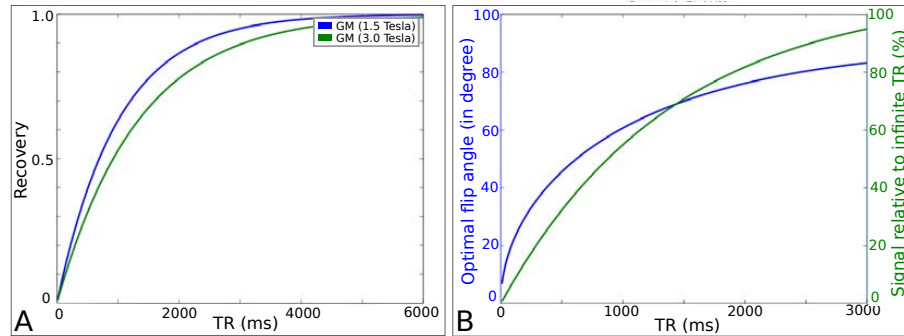 1.0
GM (1.5 Tesla)
GM (3.0 Tesla)
0.5
0
Recovery
0
2000
4000
6000
TR (ms)
A
100
80
60
40
20
0
Optimal flip angle (in degree)
0
1000
2000
3000
TR (ms)
100
80
60
40
20
0
Signal relative to infinite TR (%)
B